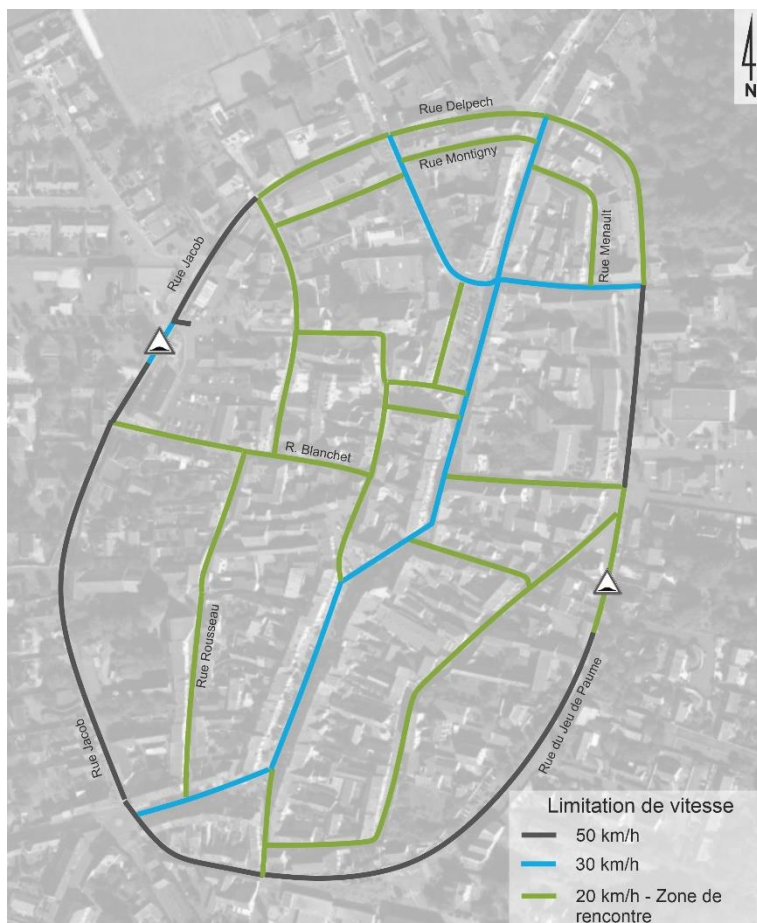 N
Rue Delpech
Rue Montigny
Rue Menault
Rue Jacob
R. Blanchet
Rue Rousseau
Rue Jacob
Rue du Jeu de Paume
Limitation de vitesse
50 km/h
30 km/h
20 km/h - Zone de
rencontre